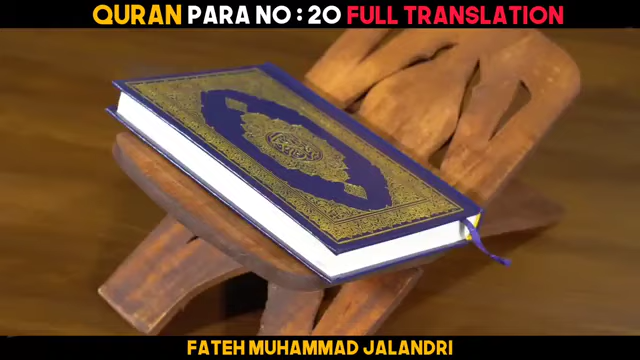 QURAN PARA NO : 20 FULL TRANSLATION
FATEH MUHAMMAD JALANDRI